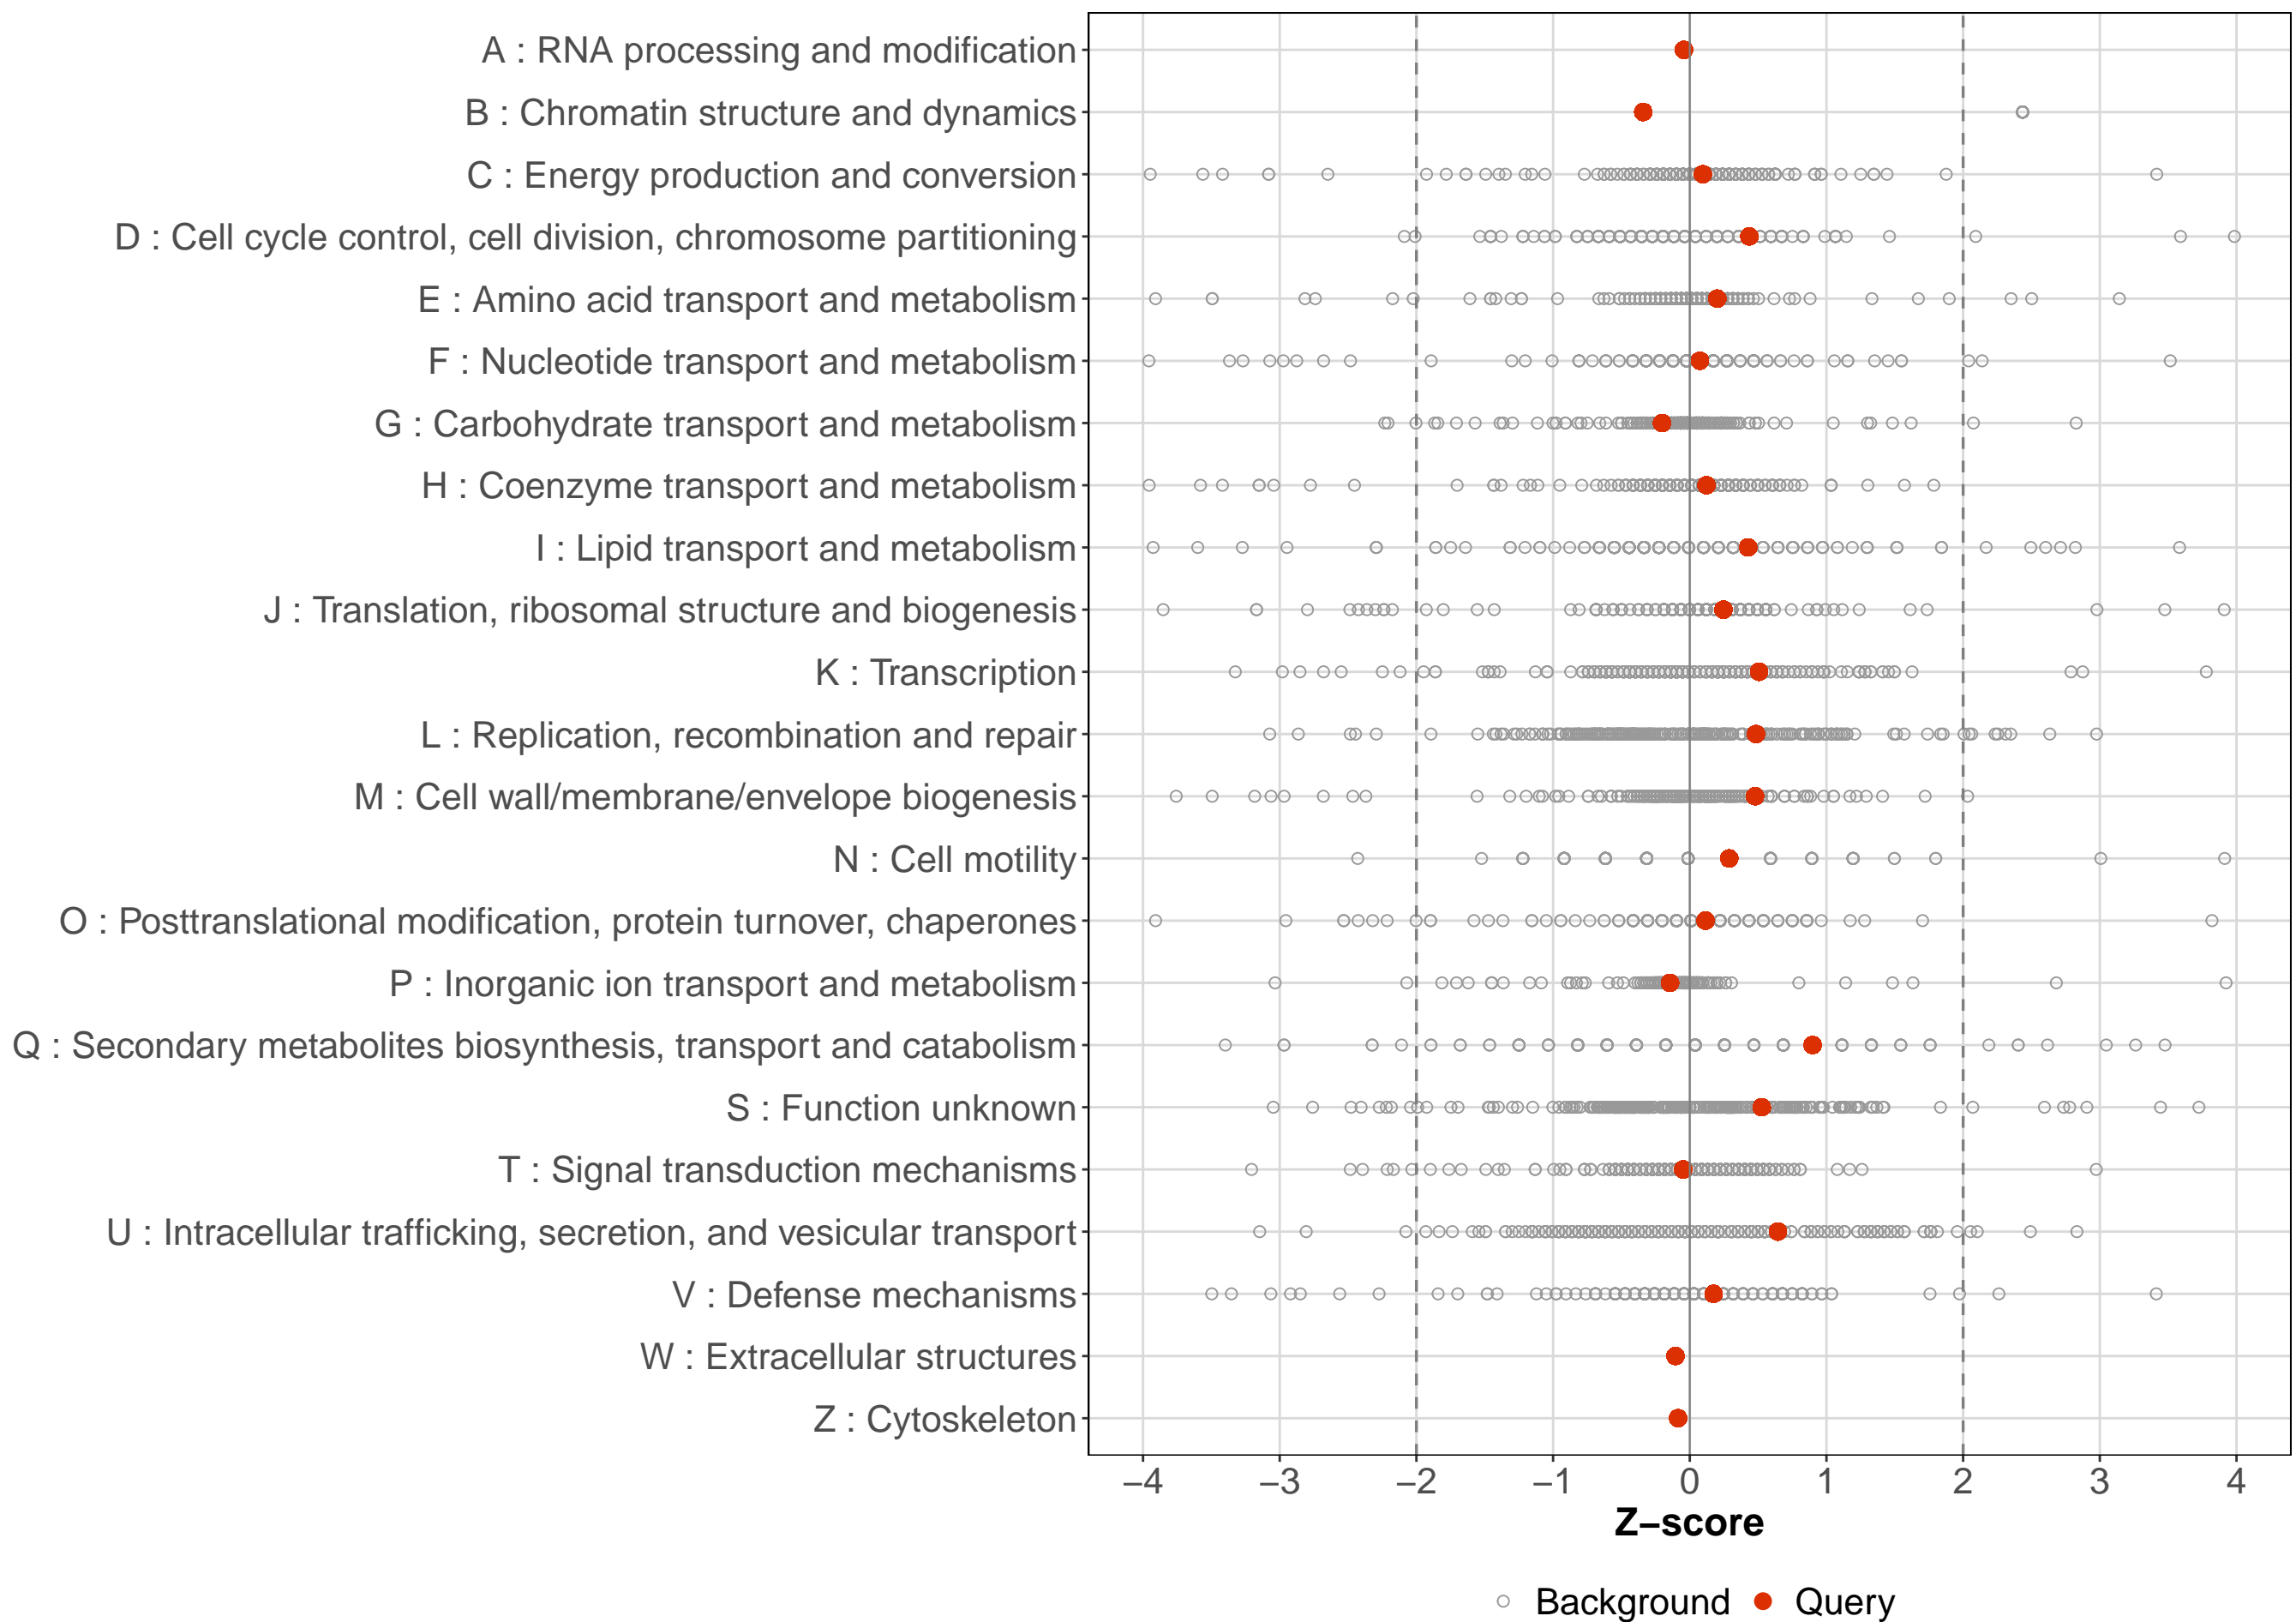 A : RNA processing and modification
B : Chromatin structure and dynamics
C : Energy production and conversion
D : Cell cycle control, cell division, chromosome partitioning
E : Amino acid transport and metabolism
F : Nucleotide transport and metabolism
G : Carbohydrate transport and metabolism
H : Coenzyme transport and metabolism
I : Lipid transport and metabolism
J : Translation, ribosomal structure and biogenesis
K : Transcription
L : Replication, recombination and repair
M : Cell wall/membrane/envelope biogenesis
N : Cell motility
O : Posttranslational modification, protein turnover, chaperones
P : Inorganic ion transport and metabolism
Q : Secondary metabolites biosynthesis, transport and catabolism
S : Function unknown
T : Signal transduction mechanisms
U : Intracellular trafficking, secretion, and vesicular transport
V : Defense mechanisms
W : Extracellular structures
Z : Cytoskeleton
−4 −3 −2 −1 0 1 2 3 4
Z−score
Background Query